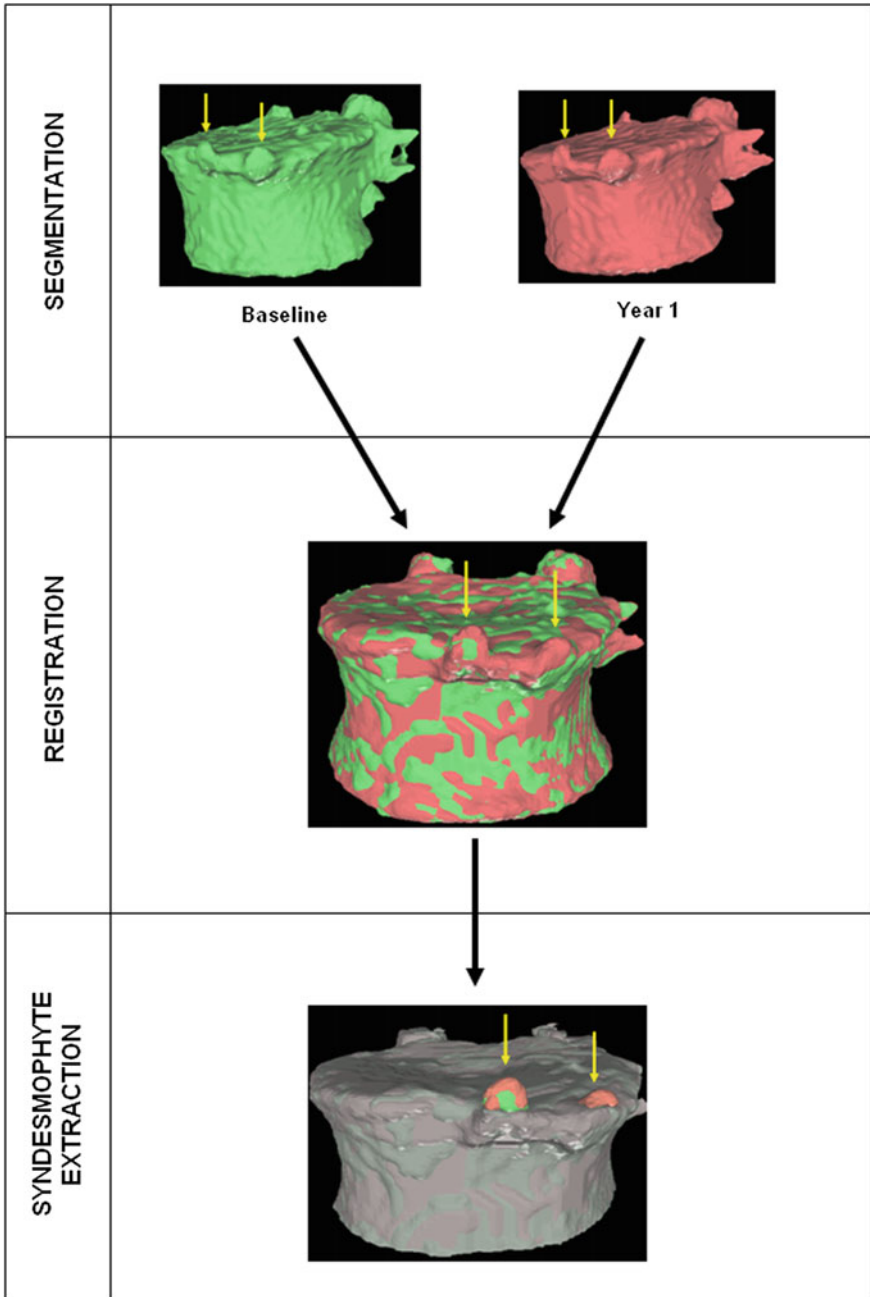 SEGMENTATION
Baseline
Year 1
REGISTRATION
SYNDESMOPHYTE
EXTRACTION